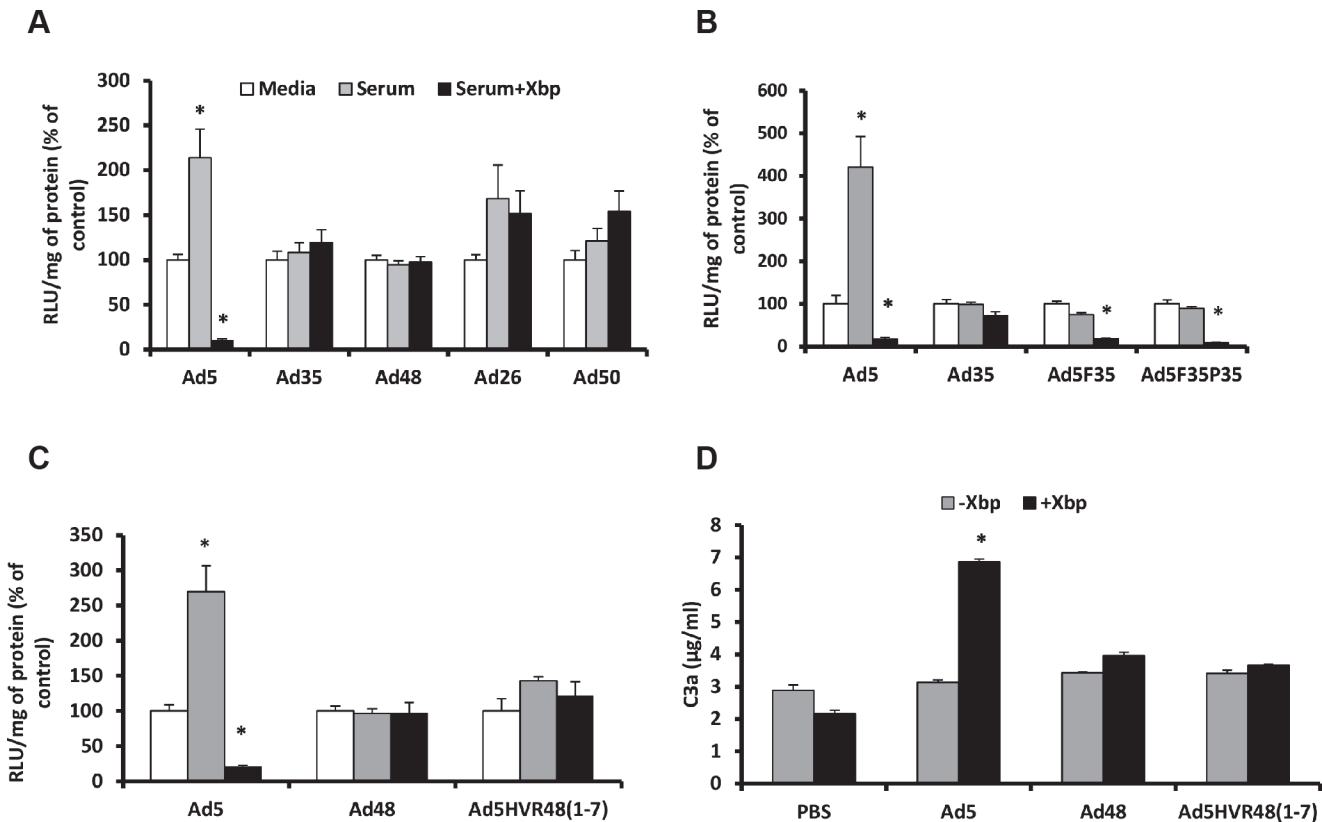 A
RLU/mg of protein (% of
control)
300
250
200
150
100
50
0
Media Serum Serum+Xbp
*
*
Ad5 Ad35 Ad48 Ad26 Ad50
B
RLU/mg of protein (% of
control)
600
500
400
300
200
100
0
*
*
*
*
Ad5 Ad35 Ad5F35 Ad5F35P35
C
RLU/mg of protein (% of
control)
350
300
250
200
150
100
50
0
*
*
Ad5 Ad48 Ad5HVR48(1-7)
D
C3a (µg/ml)
8
7
6
5
4
3
2
1
0
-Xbp +Xbp
*
PBS Ad5 Ad48 Ad5HVR48(1-7)